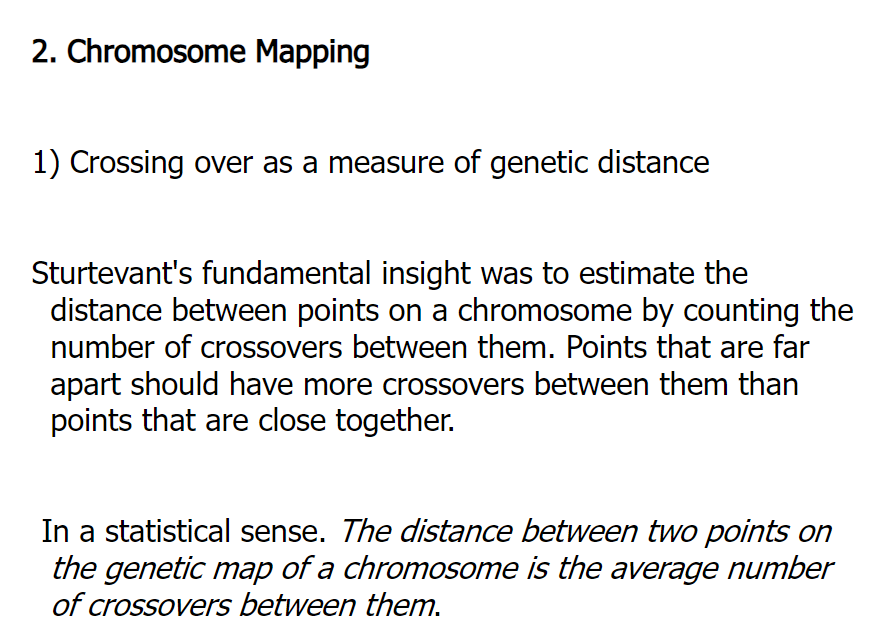 2. Chromosome Mapping
1) Crossing over as a measure of genetic distance
Sturtevant's fundamental insight was to estimate the
distance between points on a chromosome by counting the
number of crossovers between them. Points that are far
apart should have more crossovers between them than
points that are close together.
In a statistical sense. The distance between two points on
the genetic map of a chromosome is the average number
of crossovers between them.